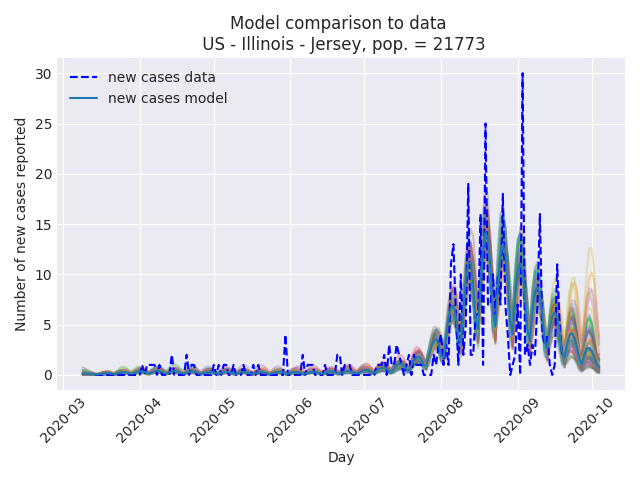 Model comparison to data
US - Illinois - Jersey, pop. = 21773
new cases data
new cases model
Number of new cases reported
30
25
20
15
10
5
0
2020-03
2020-04
2020-05
2020-06
2020-07
2020-08
2020-09
2020-10
Day